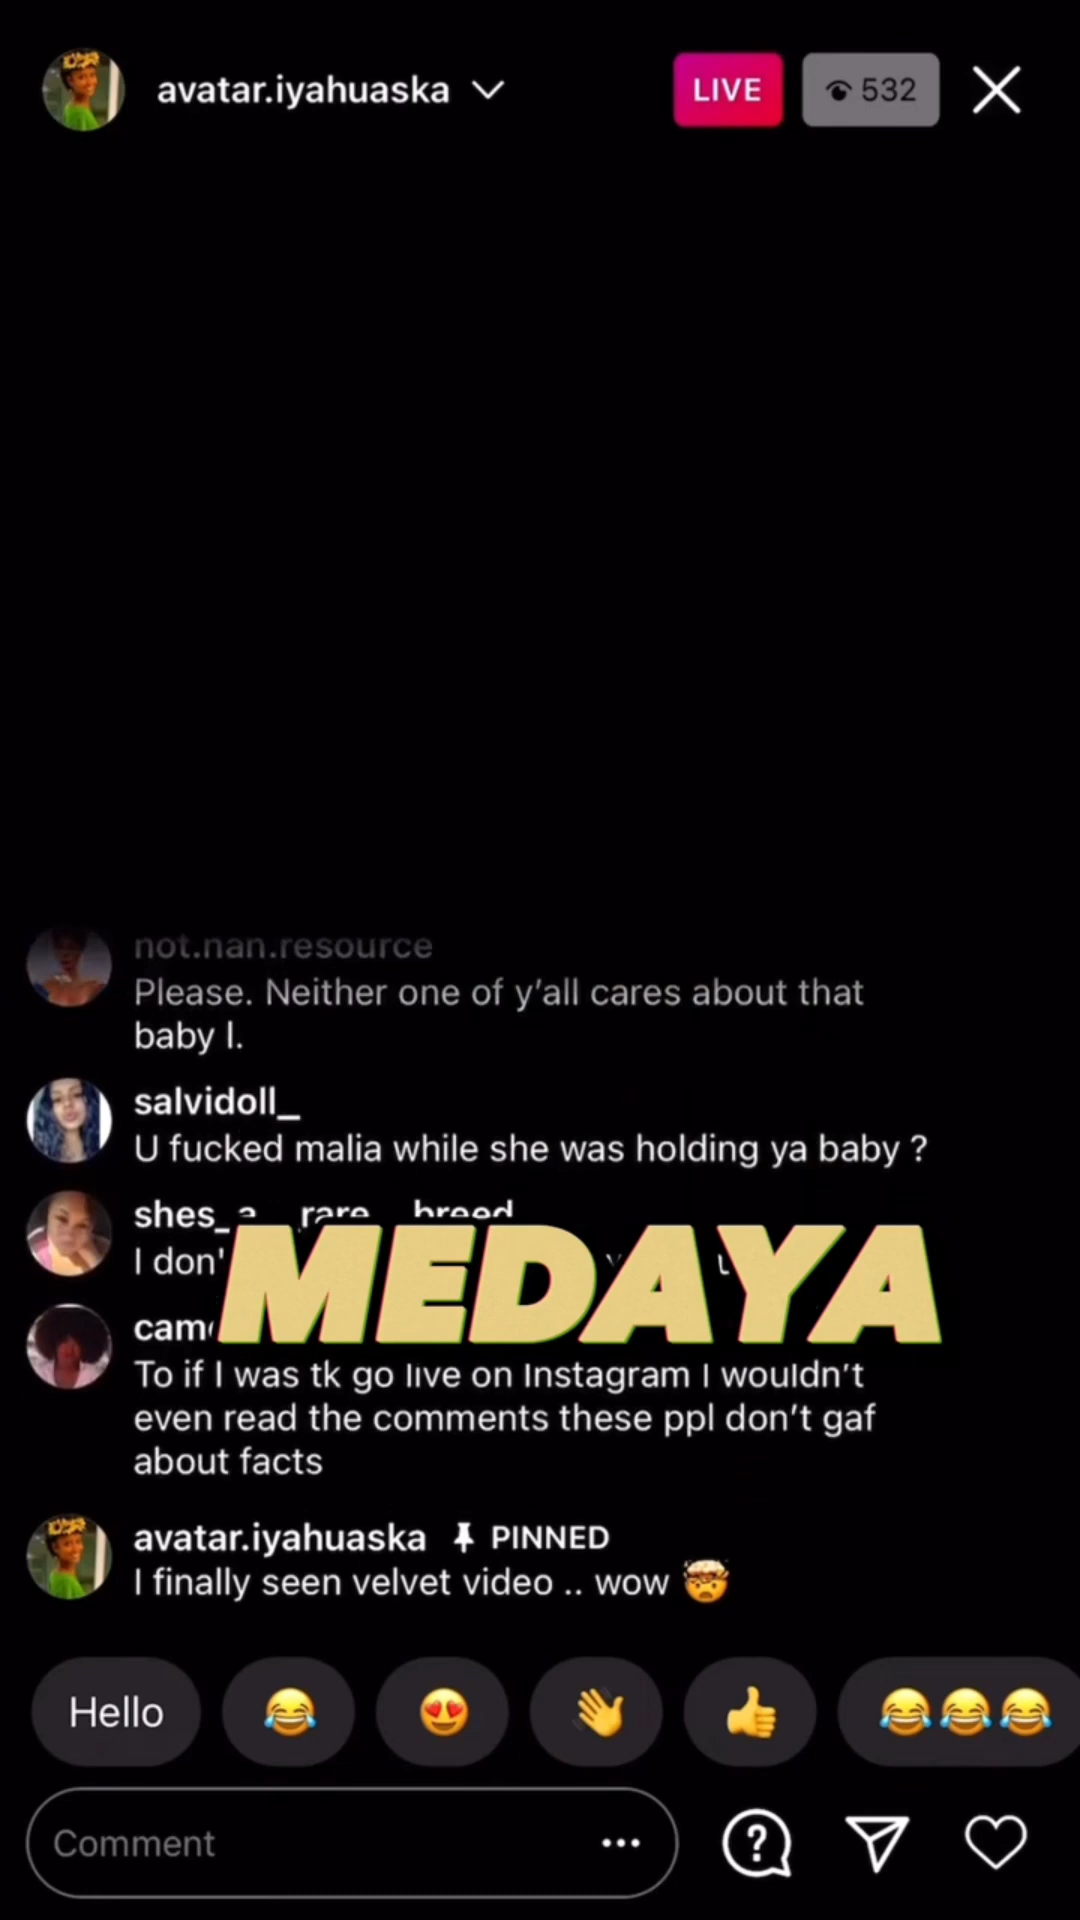 avatar.iyahuaska
LIVE
532
not.nan.resource
Please. Neither one of y’all cares about that
baby l.
salvidoll_
U fucked malia while she was holding ya baby ?
shes_a__rare__breed
I don'
MEDAYA
To if I was tk go live on Instagram I wouldn’t
even read the comments these ppl don’t gaf
about facts
avatar.iyahuaska PINNED
I finally seen velvet video .. wow 🤯
Hello 😂 😍 👋 👍 😂😂😂
Comment